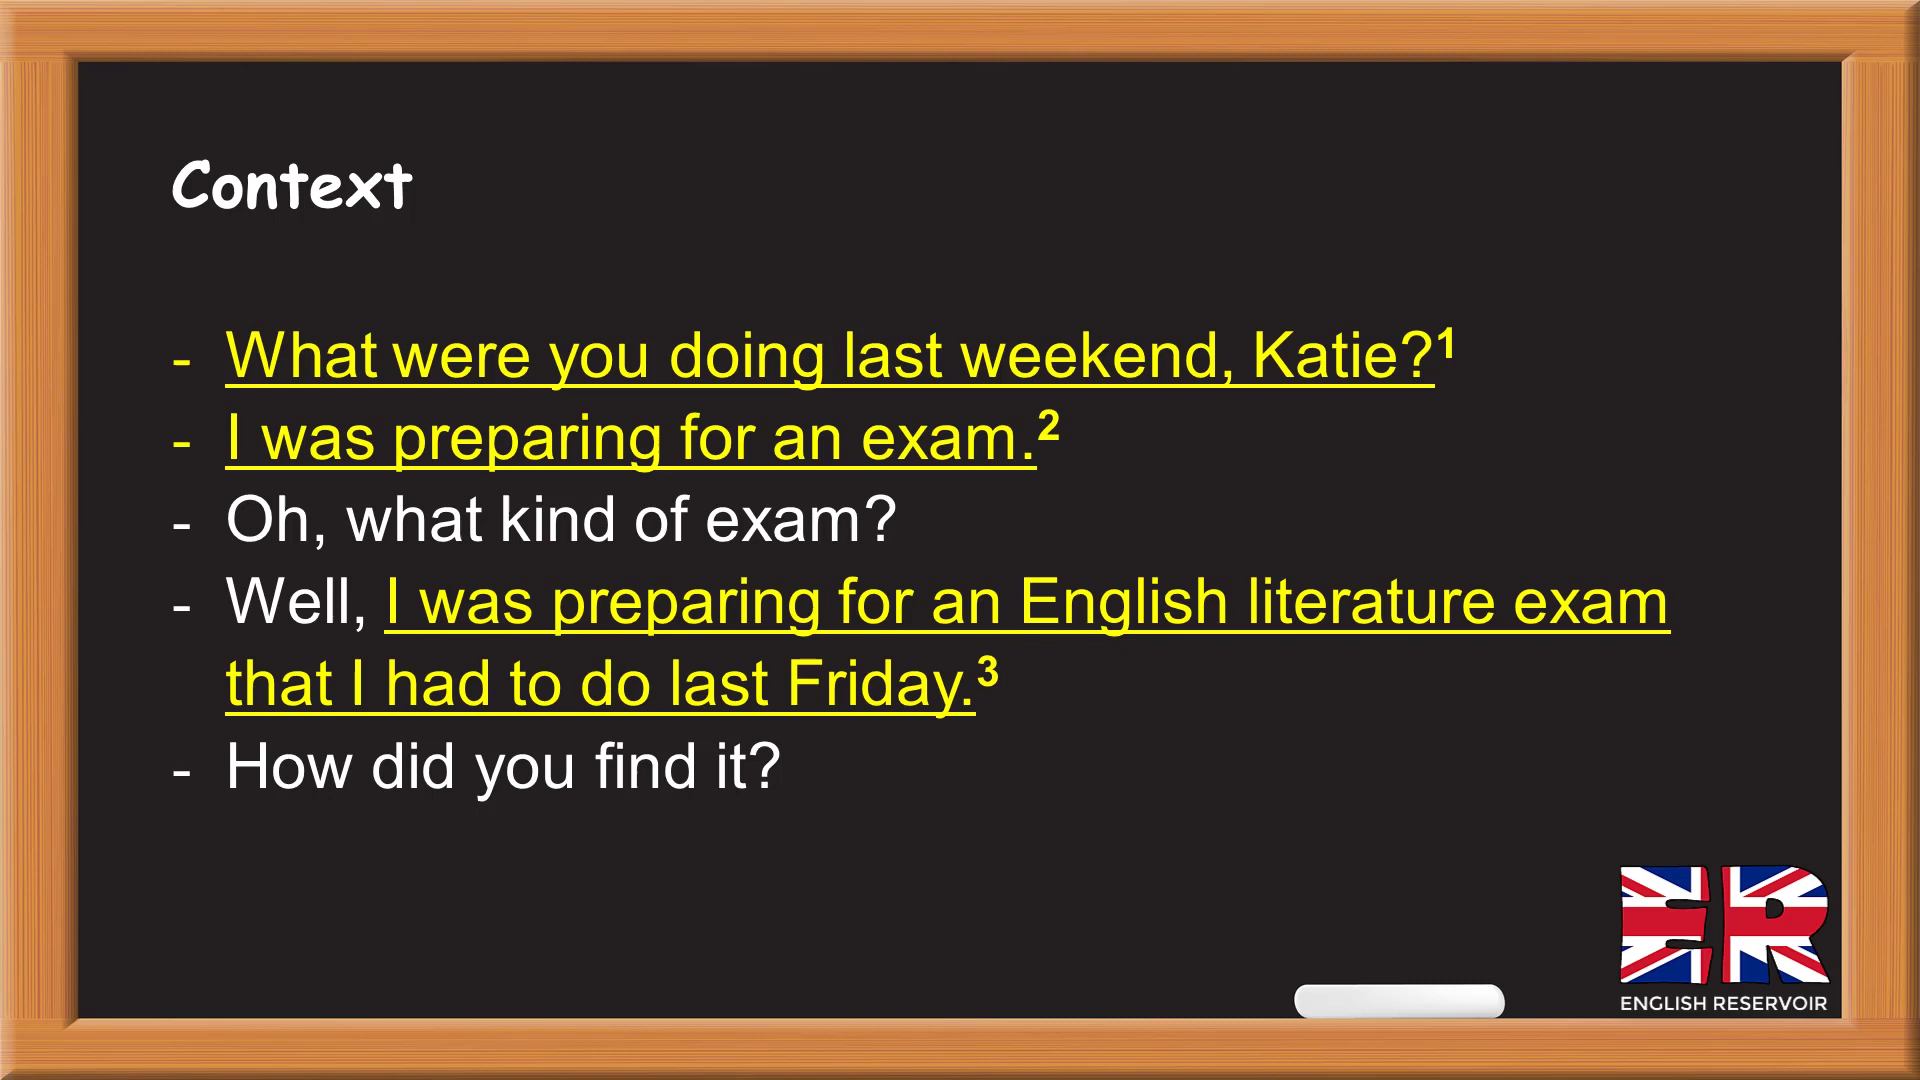 Context
- What were you doing last weekend, Katie?¹
- I was preparing for an exam.²
- Oh, what kind of exam?
- Well, I was preparing for an English literature exam
that I had to do last Friday.³
- How did you find it?
ER
ENGLISH RESERVOIR